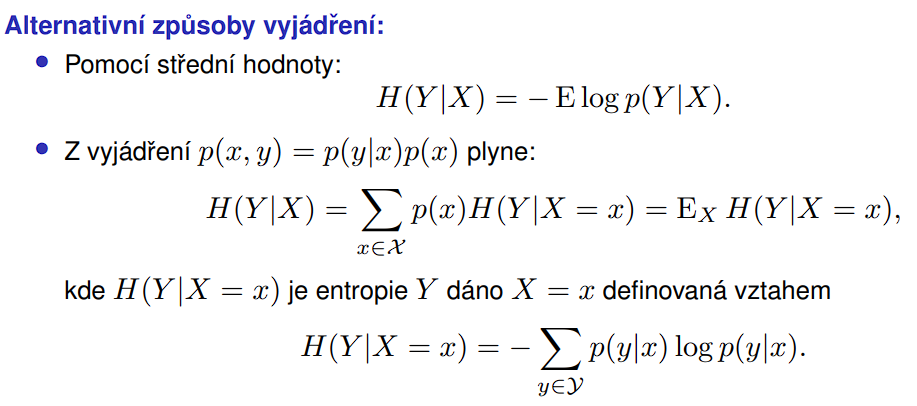 Alternativní způsoby vyjádření:
• Pomocí střední hodnoty:
H(Y|X) = − E log p(Y|X).
• Z vyjádření p(x, y) = p(y|x)p(x) plyne:
H(Y|X) = ∑_{x∈𝒳} p(x)H(Y|X = x) = E_X H(Y|X = x),
kde H(Y|X = x) je entropie Y dáno X = x definovaná vztahem
H(Y|X = x) = − ∑_{y∈𝒴} p(y|x) log p(y|x).